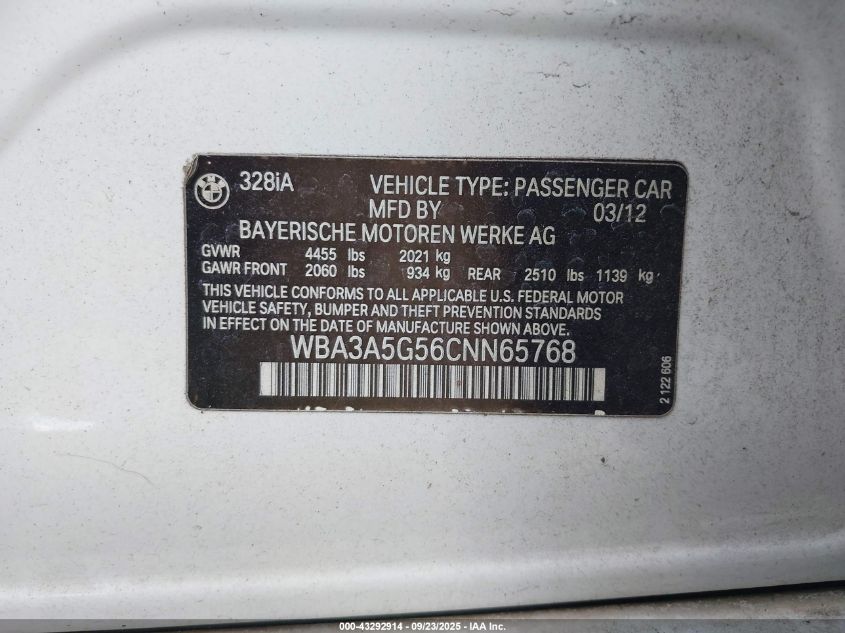 BMW
328iA VEHICLE TYPE: PASSENGER CAR
MFD BY 03/12
BAYERISCHE MOTOREN WERKE AG
GVWR 4455 lbs 2021 kg
GAWR FRONT 2060 lbs 934 kg REAR 2510 lbs 1139 kg
THIS VEHICLE CONFORMS TO ALL APPLICABLE U.S. FEDERAL MOTOR
VEHICLE SAFETY, BUMPER AND THEFT PREVENTION STANDARDS
IN EFFECT ON THE DATE OF MANUFACTURE SHOWN ABOVE.
WBA3A5G56CNN65768
2 122 606
000-43292914 - 09/23/2025 - IAA Inc.